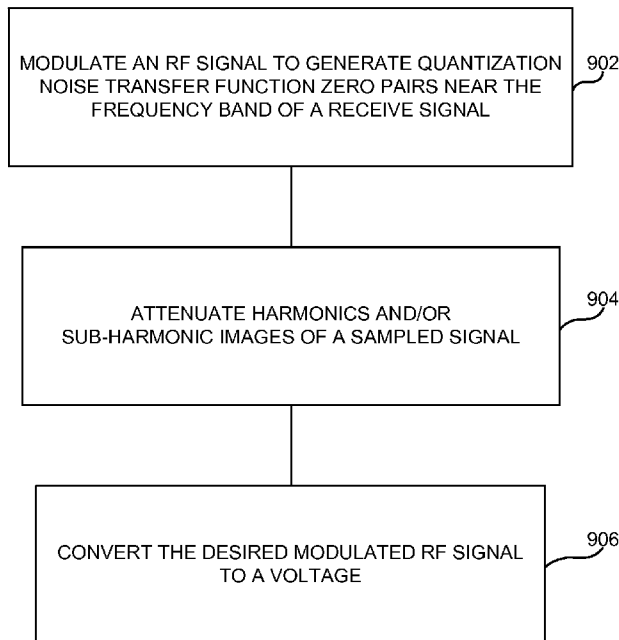 MODULATE AN RF SIGNAL TO GENERATE QUANTIZATION
NOISE TRANSFER FUNCTION ZERO PAIRS NEAR THE
FREQUENCY BAND OF A RECEIVE SIGNAL
902
ATTENUATE HARMONICS AND/OR
SUB-HARMONIC IMAGES OF A SAMPLED SIGNAL
904
CONVERT THE DESIRED MODULATED RF SIGNAL
TO A VOLTAGE
906